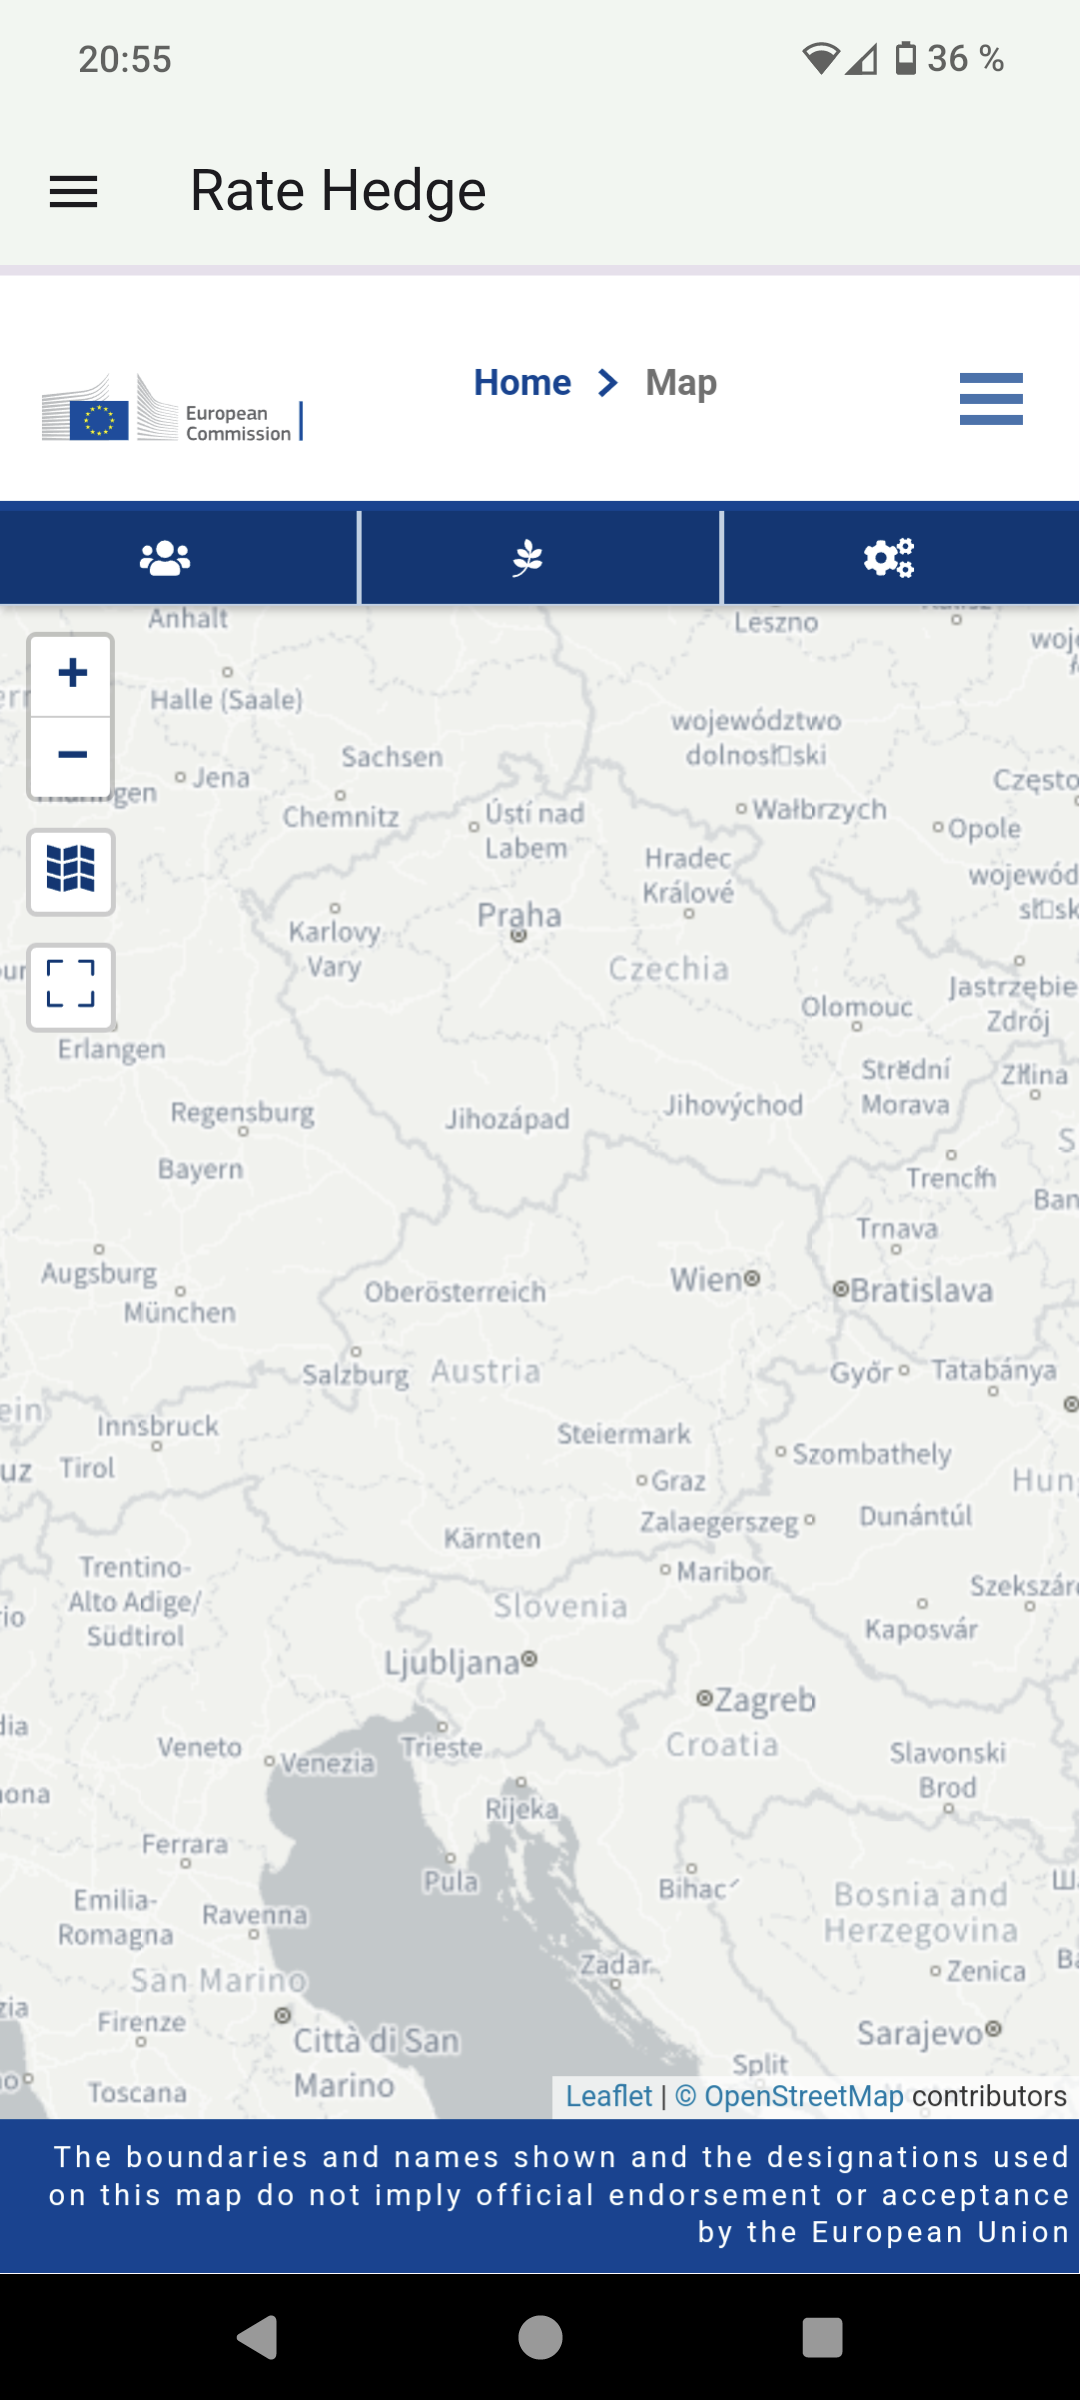 20:55
36 %
Rate Hedge
European
Commission
Home
Map
Anhalt
Leszno
Halle (Saale)
województwo
Sachsen
Jena
Częst
Chemnitz
Ústí nad
Labem
Wałbrzych
Opole
Hradec
Králové
Praha
Karlovy
Vary
Czechia
Olomouc
Jastrzębie
Zdrój
Erlangen
Morava
Regensburg
Jihozápad
Jihovýchod
Bayern
Trnava
Augsburg
München
Oberösterreich
Wien
Bratislava
Salzburg
Austria
Győr
Tatabánya
Innsbruck
Tirol
Steiermark
Graz
Szombathely
Zalaegerszeg
Dunántúl
Kärnten
Maribor
Trentino-
Alto Adige/
Südtirol
Slovenia
Kaposvár
Ljubljana
Zagreb
Croatia
Veneto
Venezia
Trieste
Slavonski
Brod
Rijeka
Ferrara
Pula
Emilia-
Romagna
Ravenna
Bosnia and
Herzegovina
Zadar
Zenica
San Marino
Firenze
Città di San
Marino
Sarajevo
Toscana
Split
Leaflet | © OpenStreetMap contributors
The boundaries and names shown and the designations used
on this map do not imply official endorsement or acceptance
by the European Union